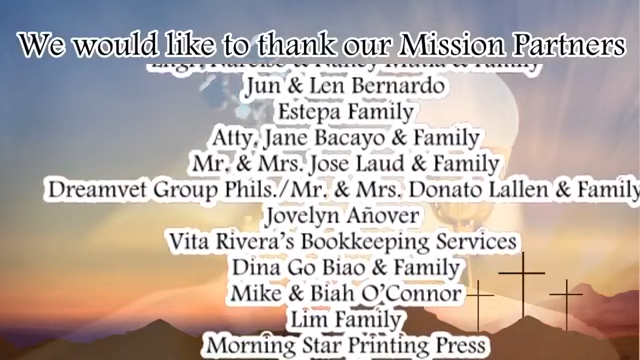 We would like to thank our Mission Partners
& Family
Jun & Len Bernardo
Estepa Family
Atty. Jane Bacayo & Family
Mr. & Mrs. Jose Laud & Family
Dreamvet Group Phils./Mr. & Mrs. Donato Lallen & Family
Jovelyn Añover
Vita Rivera's Bookkeeping Services
Dina Go Biao & Family
Mike & Biah O'Connor
Lim Family
Morning Star Printing Press